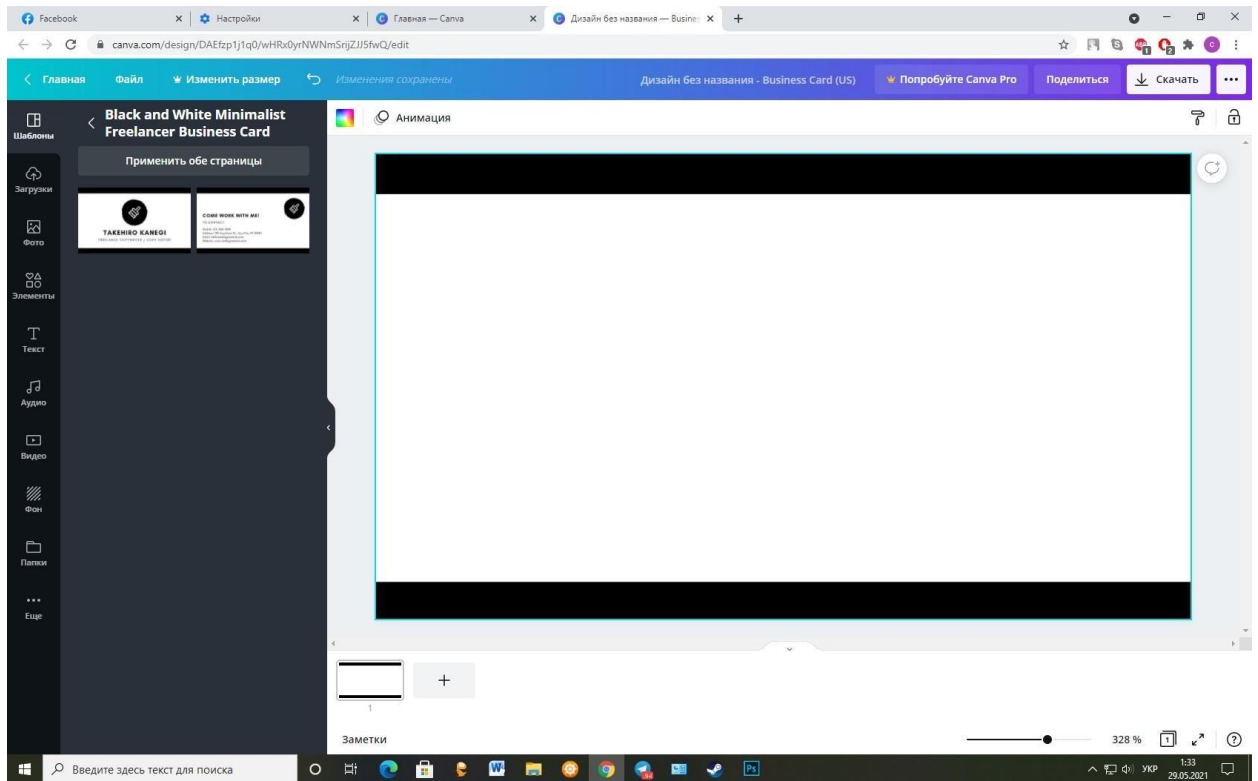 Facebook
Настройки
Главная — Canva
Дизайн без названия — Busine
canva.com/design/DAEfzp1j1q0/wHRx0yrNWNmSrijZJJ5fwQ/edit
Главная Файл Изменить размер Изменения сохранены Дизайн без названия - Business Card (US) Попробуйте Canva Pro Поделиться Скачать
Шаблоны
Загрузки
Фото
Элементы
Текст
Аудио
Видео
Фон
Папки
Еще
Black and White Minimalist
Freelancer Business Card
Применить обе страницы
TAKEHIRO KANEGI
COME WORK WITH ME!
Анимация
1
Заметки
328 %
1
Введите здесь текст для поиска
УКР
1:33
29.05.2021